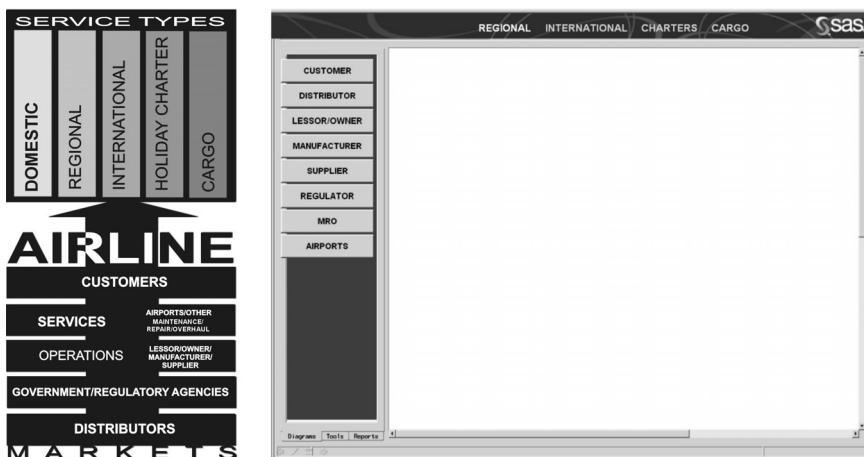 SERVICE TYPES
DOMESTIC
REGIONAL
INTERNATIONAL
HOLIDAY CHARTER
CARGO
AIRLINE
CUSTOMERS
SERVICES
AIRPORTS/OTHER
MAINTENANCE/
REPAIR/OVERHAUL
OPERATIONS
LESSOR/OWNER/
MANUFACTURER/
SUPPLIER
GOVERNMENT/REGULATORY AGENCIES
DISTRIBUTORS
MARKETS
REGIONAL INTERNATIONAL CHARTERS CARGO
sas
CUSTOMER
DISTRIBUTOR
LESSOR/OWNER
MANUFACTURER
SUPPLIER
REGULATOR
MRO
AIRPORTS
Diagrams Tools Reports